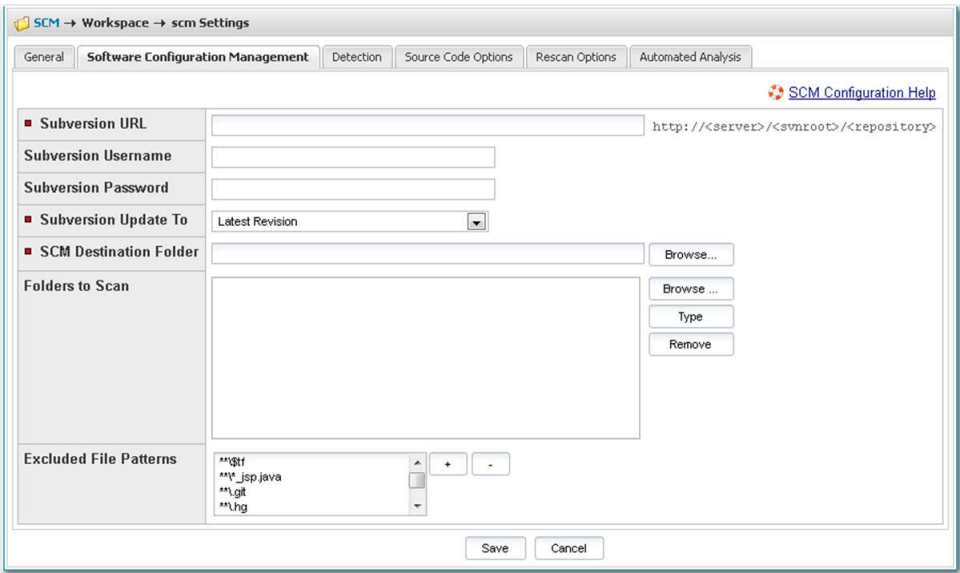 SCM → Workspace → scm Settings
General Software Configuration Management Detection Source Code Options Rescan Options Automated Analysis
SCM Configuration Help
Subversion URL http://<server>/<svnroot>/<repository>
Subversion Username
Subversion Password
Subversion Update To Latest Revision
SCM Destination Folder Browse...
Folders to Scan Browse ...
Type
Remove
Excluded File Patterns
**\$tf + -
**\*_jsp.java
**\.git
**\.hg
Save Cancel